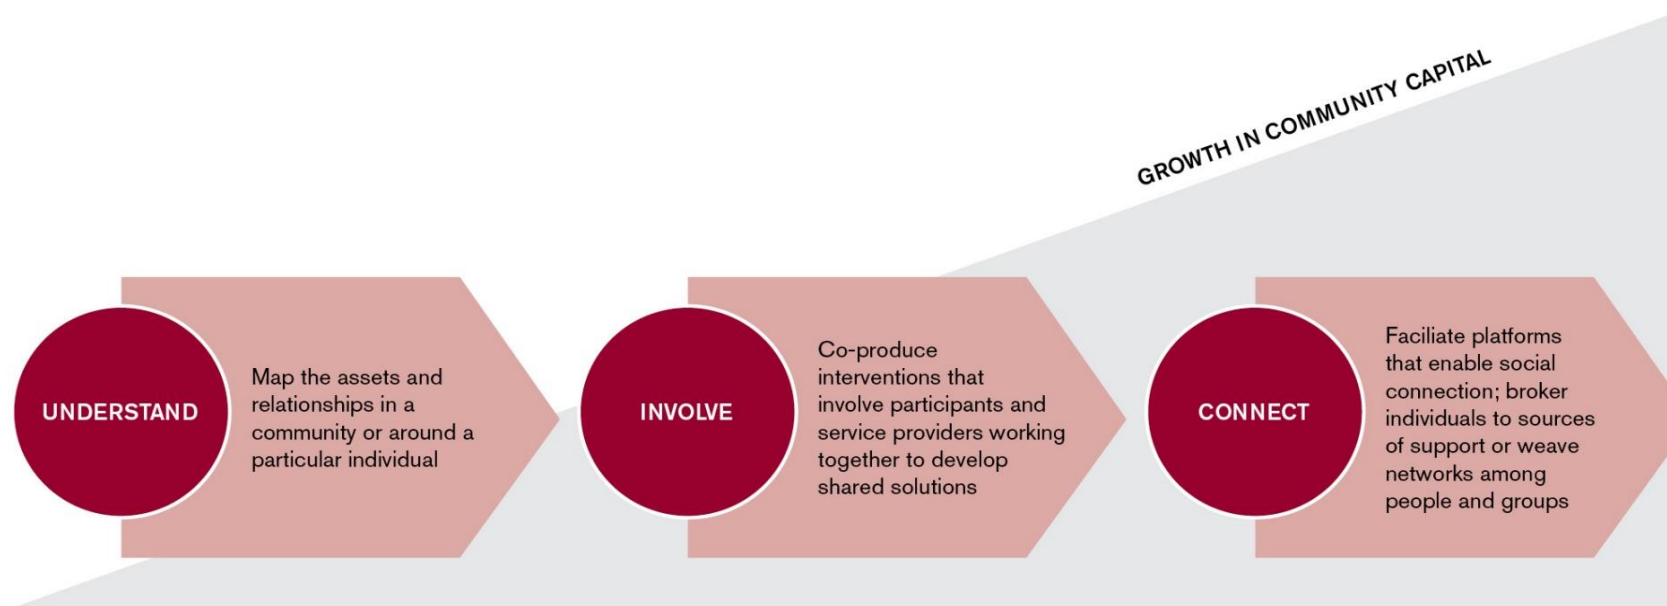 GROWTH IN COMMUNITY CAPITAL
UNDERSTAND
Map the assets and
relationships in a
community or around a
particular individual
INVOLVE
Co-produce
interventions that
involve participants and
service providers working
together to develop
shared solutions
CONNECT
Faciliate platforms
that enable social
connection; broker
individuals to sources
of support or weave
networks among
people and groups